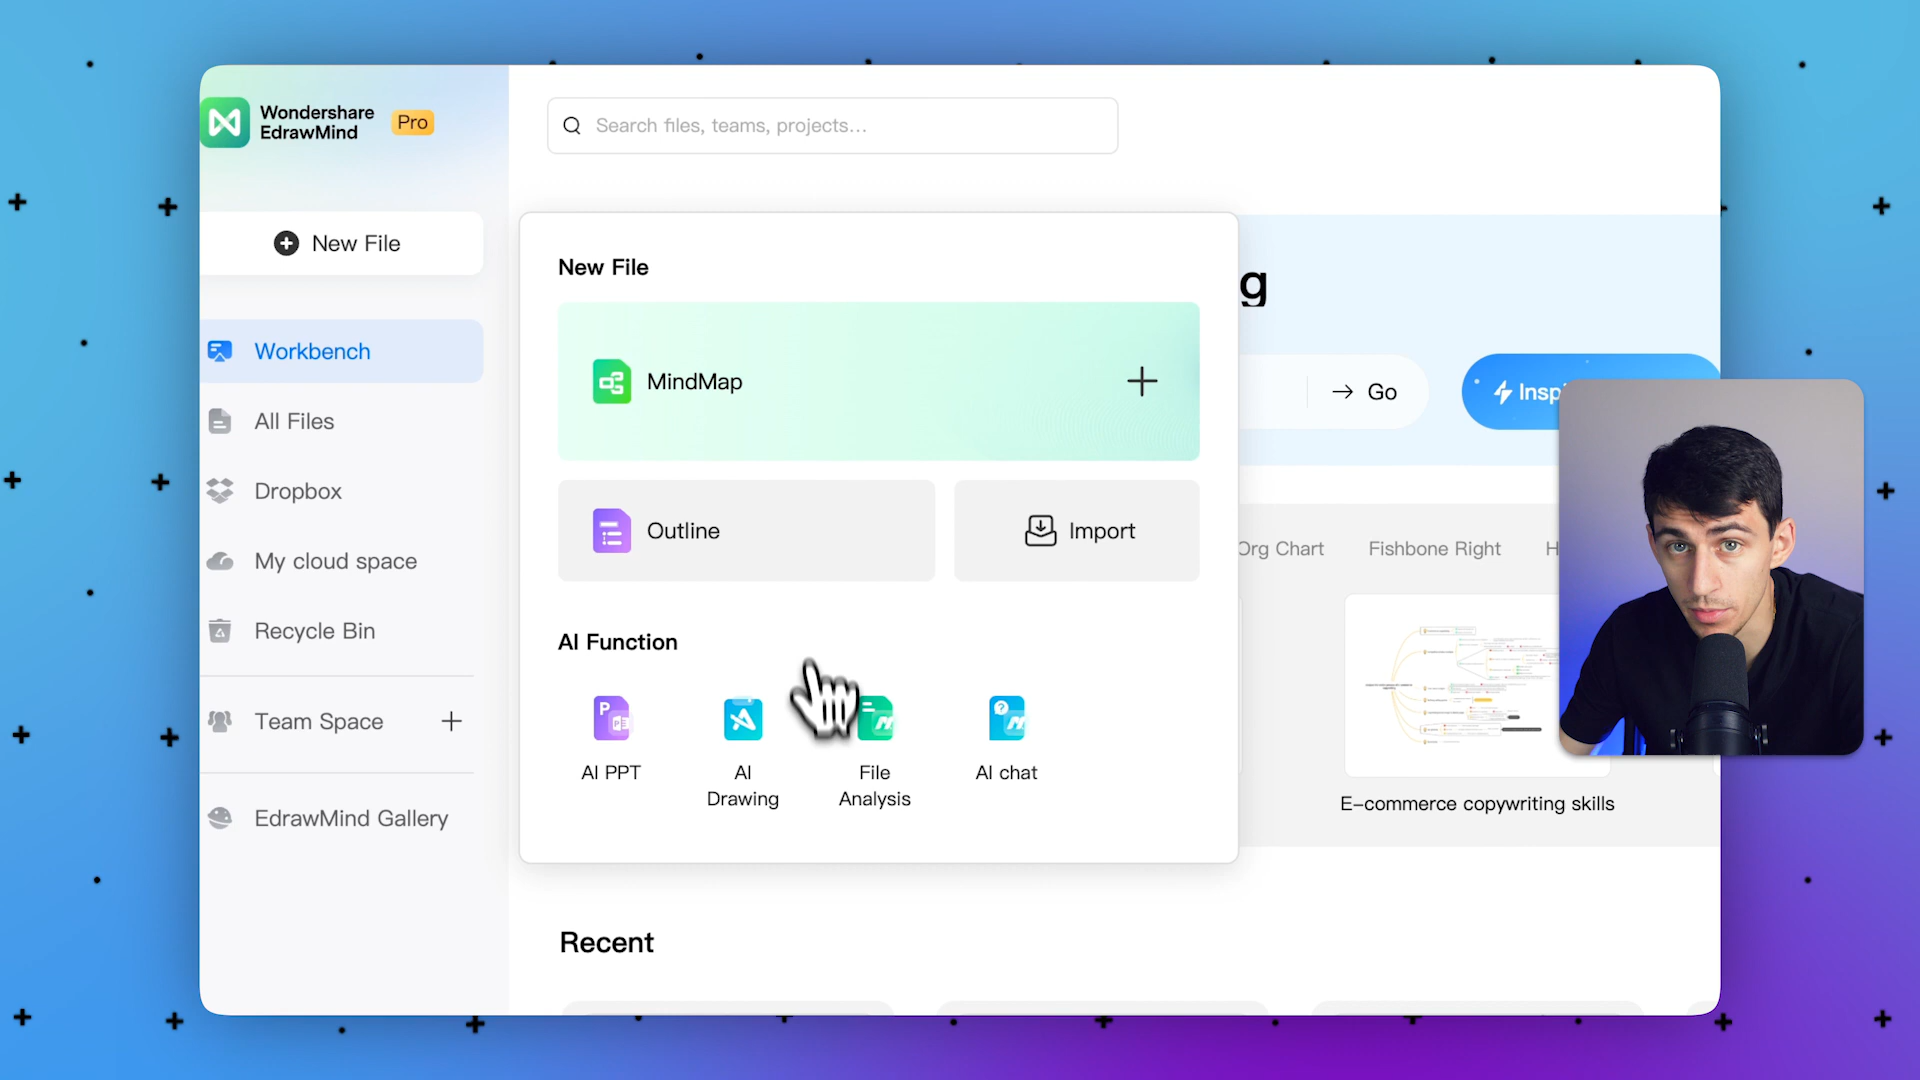 Wondershare
EdrawMind
Pro
Search files, teams, projects...
New File
Workbench
All Files
Dropbox
My cloud space
Recycle Bin
Team Space
EdrawMind Gallery
New File
MindMap
Outline
Import
AI Function
AI PPT
AI
Drawing
File
Analysis
AI chat
g
Go
Insp
Org Chart
Fishbone Right
H
E-commerce copywriting skills
Recent